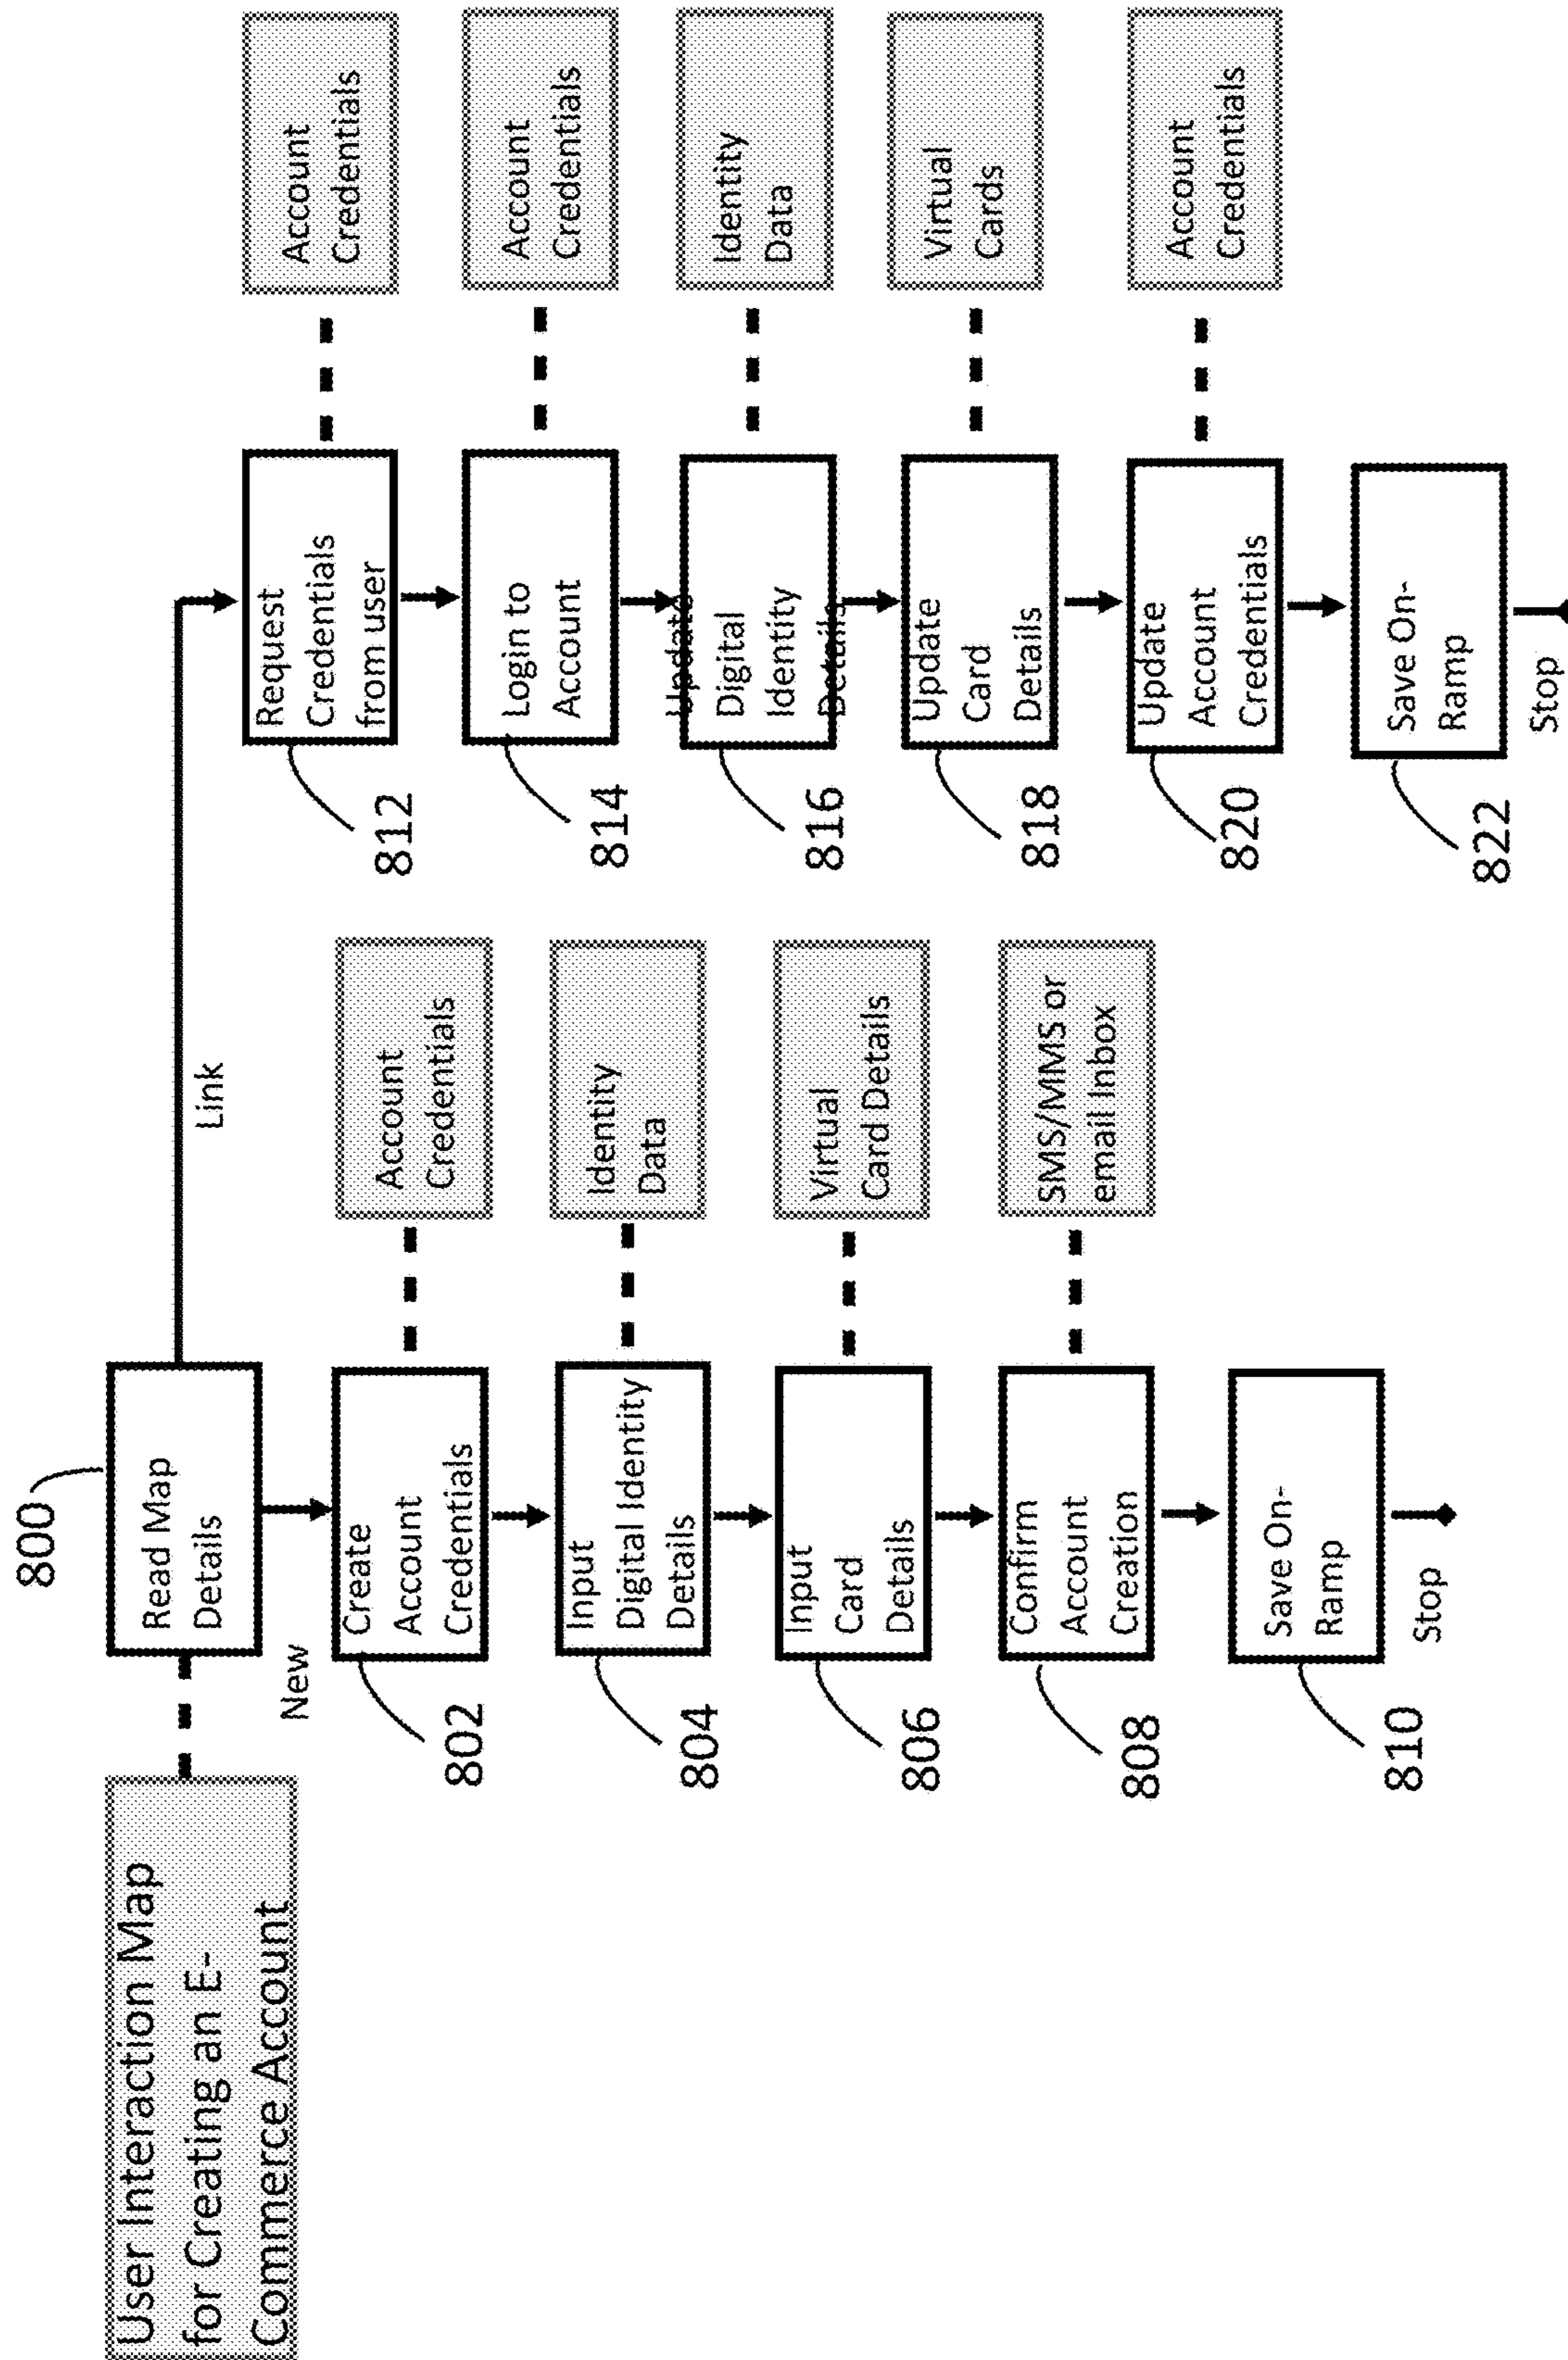 User Interaction Map
for Creating an E-
Commerce Account
800
Read Map
Details
New
Link
802
Create
Account
Credentials
Account
Credentials
804
Input
Digital Identity
Details
Identity
Data
806
Input
Card
Details
Virtual
Card Details
808
Confirm
Account
Creation
SMS/MMS or
email Inbox
810
Save On-
Ramp
Stop
812
Request
Credentials
from user
Account
Credentials
814
Login to
Account
Account
Credentials
816
Update
Digital
Identity
Details
Identity
Data
818
Update
Card
Details
Virtual
Cards
820
Update
Account
Credentials
Account
Credentials
822
Save On-
Ramp
Stop